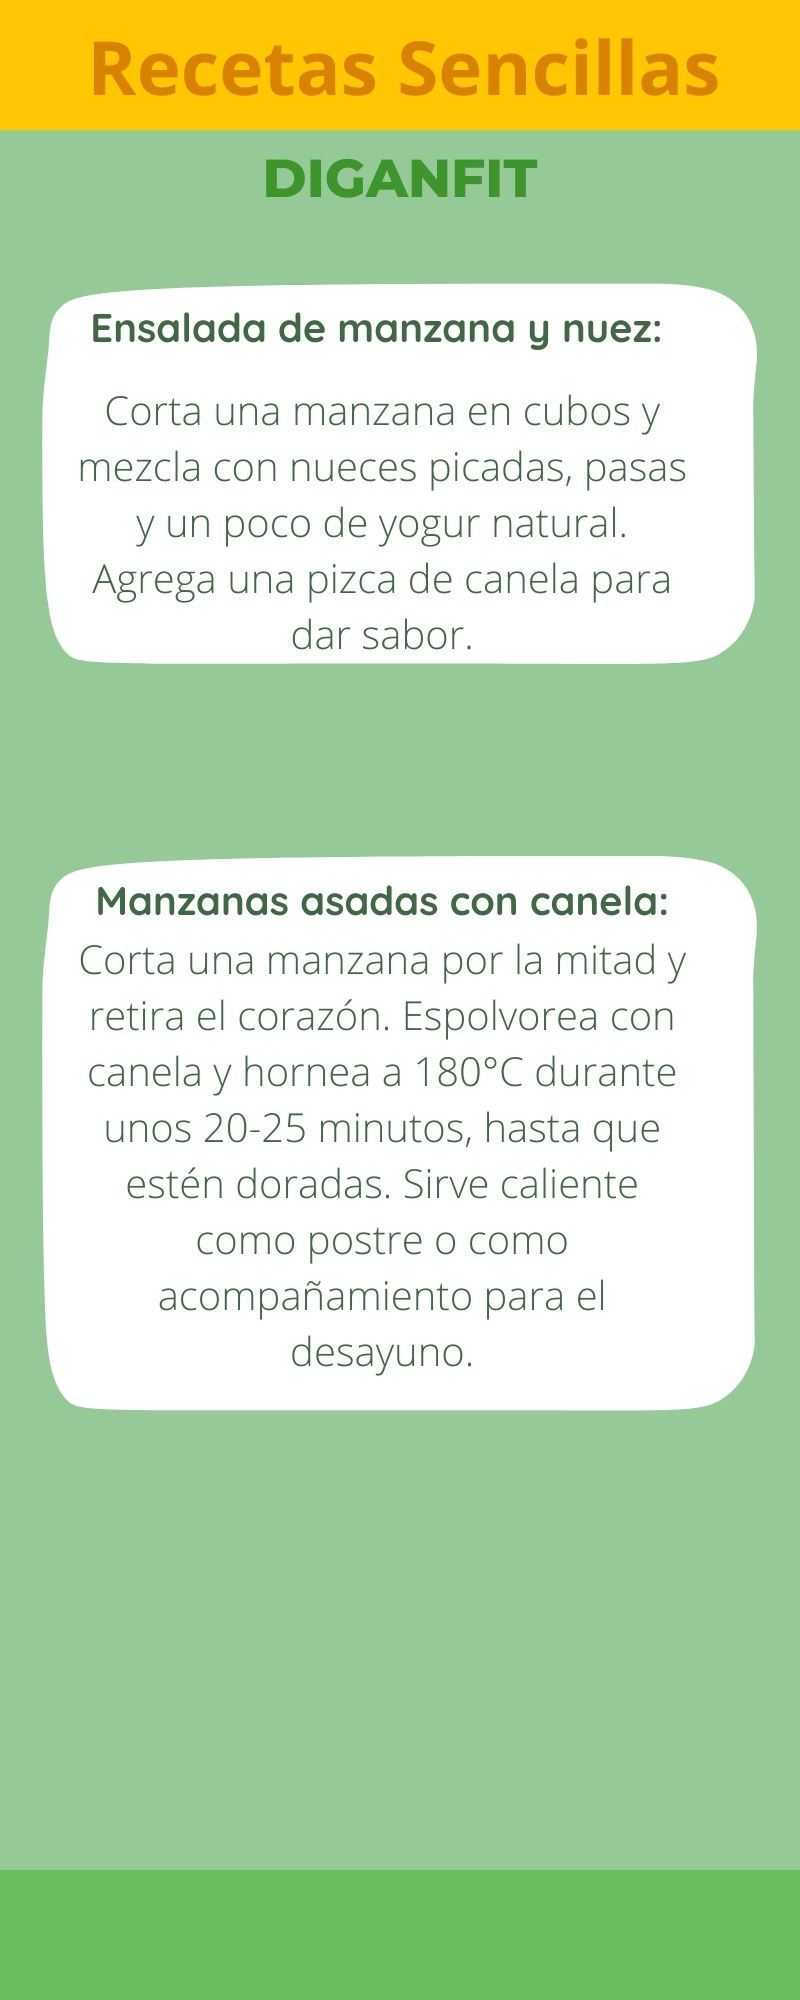 Recetas Sencillas
DIGANFIT
Ensalada de manzana y nuez:
Corta una manzana en cubos y
mezcla con nueces picadas, pasas
y un poco de yogur natural.
Agrega una pizca de canela para
dar sabor.
Manzanas asadas con canela:
Corta una manzana por la mitad y
retira el corazón. Espolvorea con
canela y hornea a 180°C durante
unos 20-25 minutos, hasta que
estén doradas. Sirve caliente
como postre o como
acompañamiento para el
desayuno.